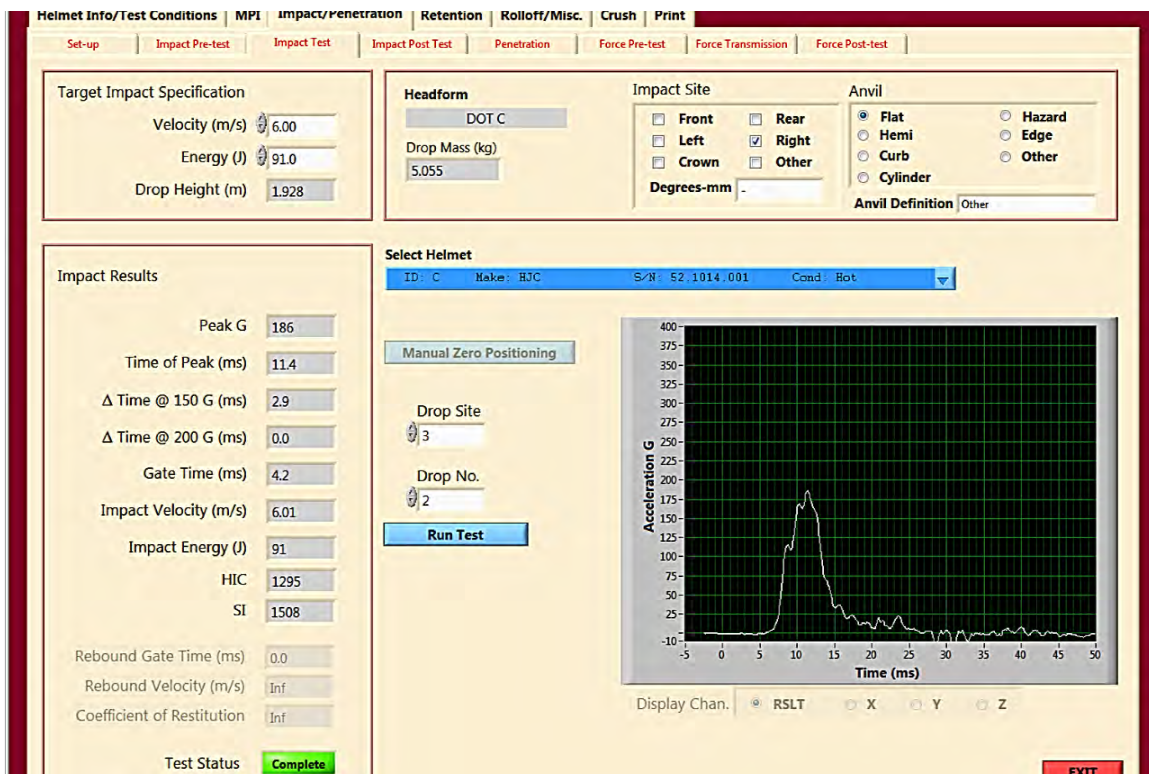 Helmet Info/Test Conditions MPI Impact/Penetration Retention Rolloff/Misc. Crush Print
Set-up Impact Pre-test Impact Test Impact Post Test Penetration Force Pre-test Force Transmission Force Post-test
Target Impact Specification
Velocity (m/s) 6.00
Energy (J) 91.0
Drop Height (m) 1.928
Headform
DOT C
Drop Mass (kg)
5.055
Impact Site
Front Rear
Left Right
Crown Other
Degrees-mm -
Anvil
Flat Hazard
Hemi Edge
Curb Other
Cylinder
Anvil Definition Other
Select Helmet
ID: C Make: HJC S/N: 52.1014.001 Cond: Hot
Impact Results
Peak G 186
Time of Peak (ms) 11.4
Δ Time @ 150 G (ms) 2.9
Δ Time @ 200 G (ms) 0.0
Gate Time (ms) 4.2
Impact Velocity (m/s) 6.01
Impact Energy (J) 91
HIC 1295
SI 1508
Rebound Gate Time (ms) 0.0
Rebound Velocity (m/s) Inf
Coefficient of Restitution Inf
Test Status Complete
Manual Zero Positioning
Drop Site
3
Drop No.
2
Run Test
Acceleration G
400
375
350
325
300
275
250
225
200
175
150
125
100
75
50
25
-10
-5 0 5 10 15 20 25 30 35 40 45 50
Time (ms)
Display Chan. RSLT X Y Z
EXIT